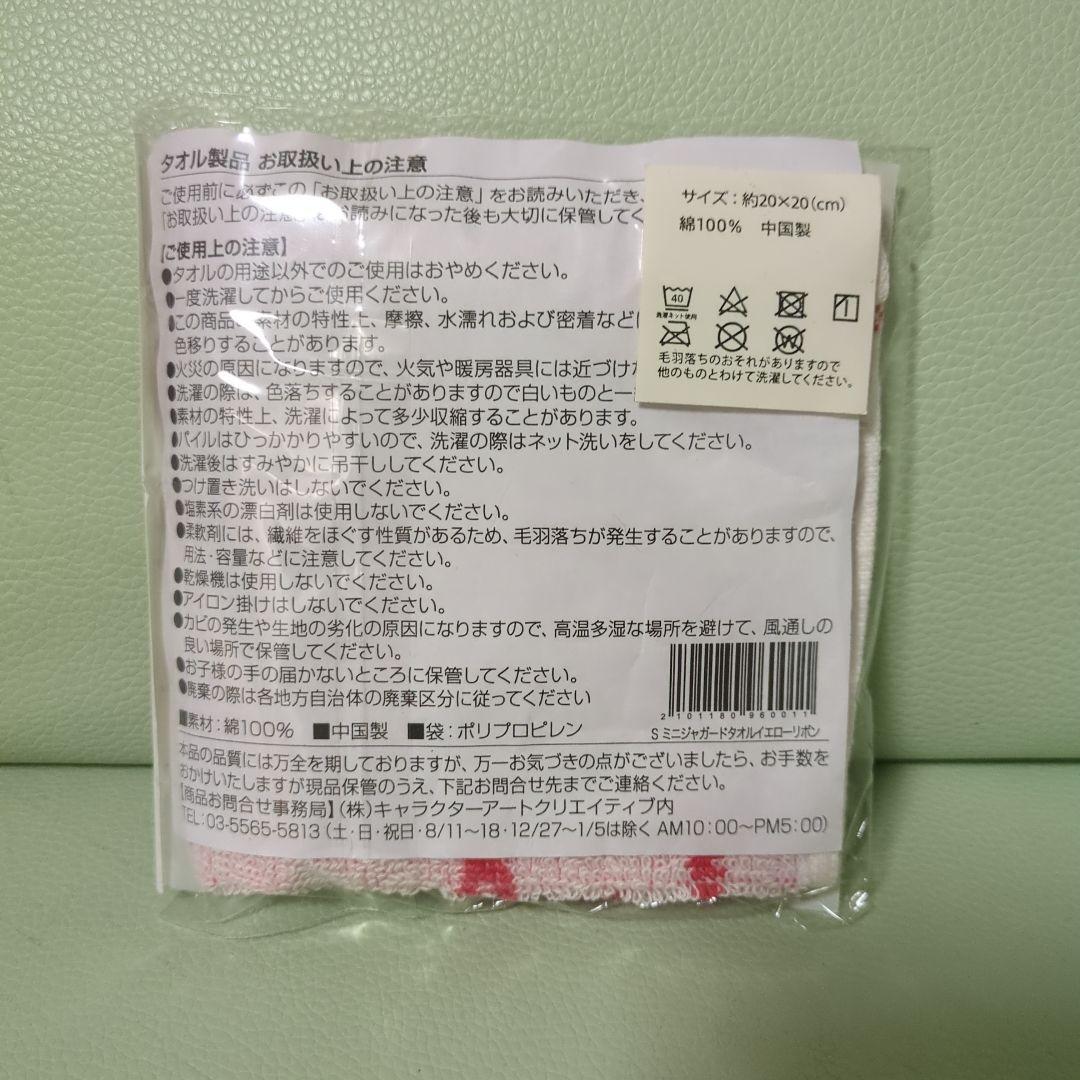 タオル製品 お取扱い上の注意
ご使用前に必ずこの「お取扱い上の注意」をお読みいただき、
「お取扱い上の注意」を お読みになった後も大切に保管してく
【ご使用上の注意】
●タオルの用途以外でのご使用はおやめください。
●一度洗濯してからご使用ください。
●この商品、素材の特性上、摩擦、水濡れおよび密着など
色移りすることがあります。
●火災の原因になりますので、火気や暖房器具には近づけ
●洗濯の際は、色落ちすることがありますので白いものと一
●素材の特性上、洗濯によって多少収縮することがあります。
●パイルはひっかかりやすいので、洗濯の際はネット洗いをしてください。
●洗濯後はすみやかに吊干ししてください。
●つけ置き洗いはしないでください。
●塩素系の漂白剤は使用しないでください。
●柔軟剤には、繊維をほぐす性質があるため、毛羽落ちが発生することがありますので、
用法・容量などに注意してください。
●乾燥機は使用しないでください。
●アイロン掛けはしないでください。
●カビの発生や生地の劣化の原因になりますので、高温多湿な場所を避けて、風通しの
良い場所で保管してください。
●お子様の手の届かないところに保管してください。
●廃棄の際は各地方自治体の廃棄区分に従ってください
■素材：綿100% ■中国製 ■袋：ポリプロピレン
本品の品質には万全を期しておりますが、万一お気づきの点がございましたら、お手数を
おかけいたしますが現品保管のうえ、下記お問合せ先までご連絡ください。
【商品お問合せ事務局】（株）キャラクターアートクリエイティブ内
TEL：03-5565-5813（土・日・祝日・8/11〜18・12/27〜1/5は除く AM10：00〜PM5：00）
サイズ：約20×20(cm)
綿100% 中国製
40
洗濯ネット使用
W
毛羽落ちのおそれがありますので
他のものとわけて洗濯してください。
2 101180 960011
S ミニジャガードタオルイエローリボン